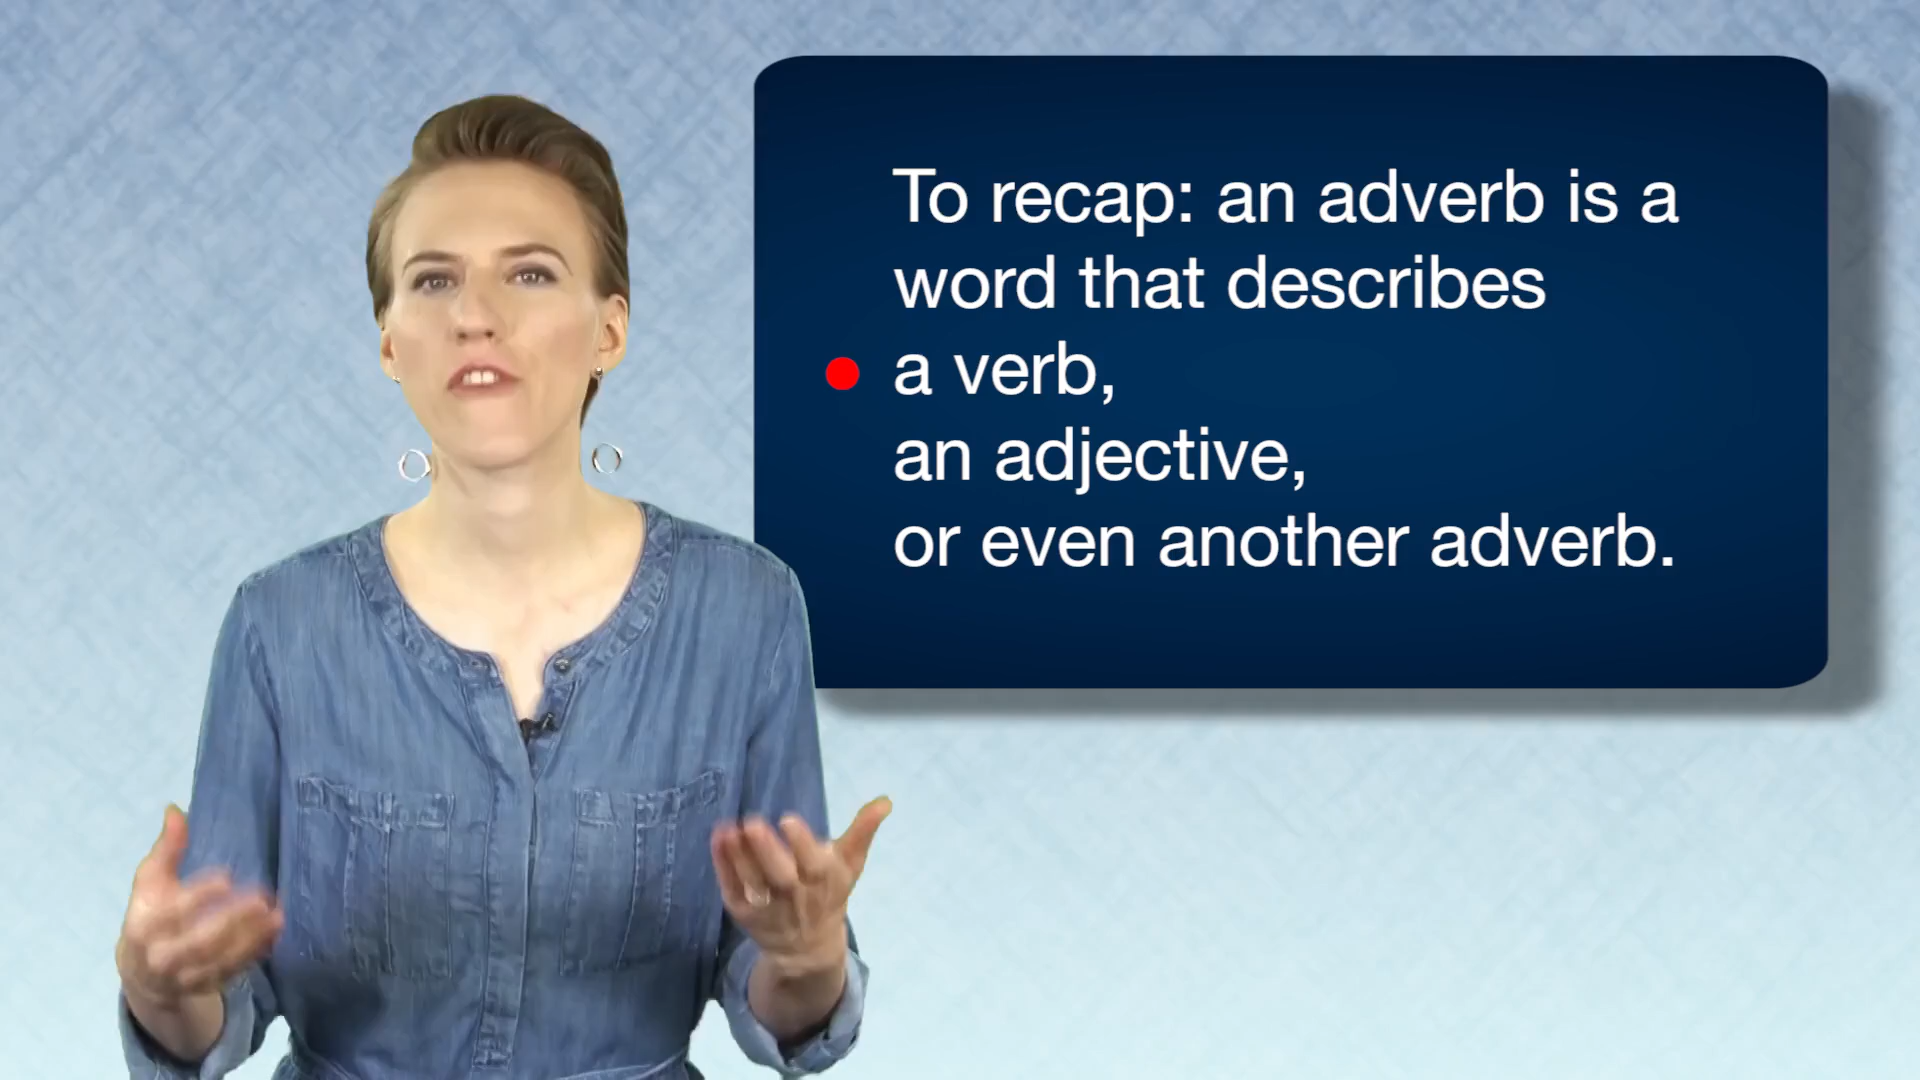 To recap: an adverb is a
word that describes
a verb,
an adjective,
or even another adverb.